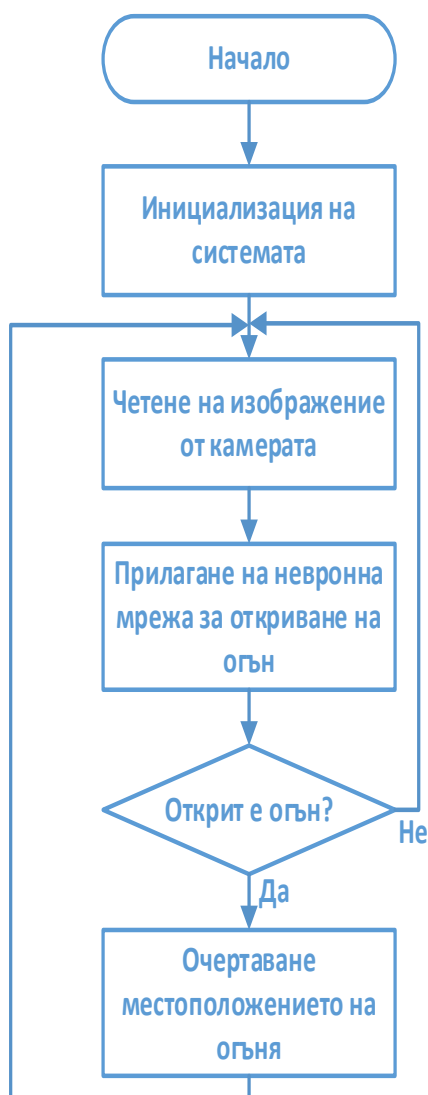 Начало
Инициализация на
системата
Четене на изображение
от камерата
Прилагане на невронна
мрежа за откриване на
огън
Открит е огън?
Не
Да
Очертаване
местоположението на
огъня